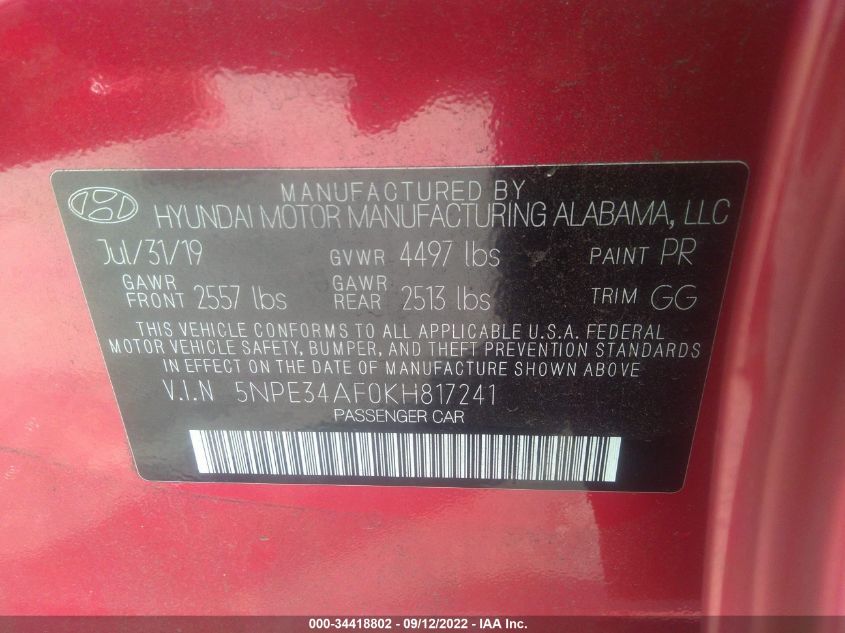 MANUFACTURED BY
HYUNDAI MOTOR MANUFACTURING ALABAMA, LLC
Jul/31/19 GVWR 4497 lbs PAINT PR
GAWR FRONT 2557 lbs GAWR REAR 2513 lbs TRIM GG
THIS VEHICLE CONFORMS TO ALL APPLICABLE U.S.A. FEDERAL
MOTOR VEHICLE SAFETY, BUMPER, AND THEFT PREVENTION STANDARDS
IN EFFECT ON THE DATE OF MANUFACTURE SHOWN ABOVE.
V.I.N 5NPE34AF0KH817241
PASSENGER CAR
000-34418802 - 09/12/2022 - IAA Inc.